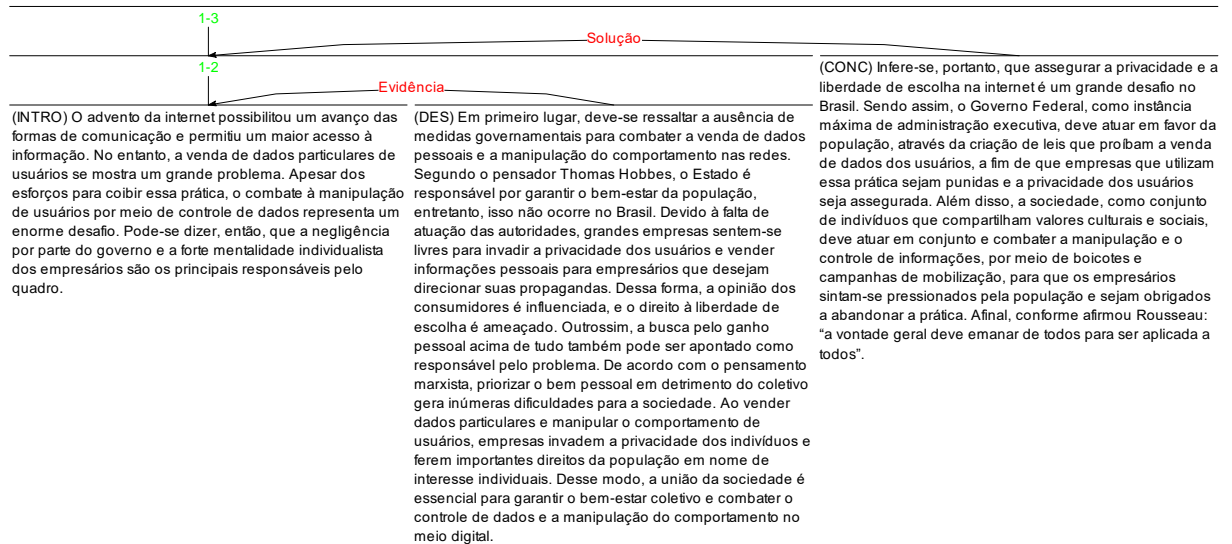 1-3
Solução
1-2
Evidência
(INTRO) O advento da internet possibilitou um avanço das
formas de comunicação e permitiu um maior acesso à
informação. No entanto, a venda de dados particulares de
usuários se mostra um grande problema. Apesar dos
esforços para coibir essa prática, o combate à manipulação
de usuários por meio de controle de dados representa um
enorme desafio. Pode-se dizer, então, que a negligência
por parte do governo e a forte mentalidade individualista
dos empresários são os principais responsáveis pelo
quadro.
(DES) Em primeiro lugar, deve-se ressaltar a ausência de
medidas governamentais para combater a venda de dados
pessoais e a manipulação do comportamento nas redes.
Segundo o pensador Thomas Hobbes, o Estado é
responsável por garantir o bem-estar da população,
entretanto, isso não ocorre no Brasil. Devido à falta de
atuação das autoridades, grandes empresas sentem-se
livres para invadir a privacidade dos usuários e vender
informações pessoais para empresários que desejam
direcionar suas propagandas. Dessa forma, a opinião dos
consumidores é influenciada, e o direito à liberdade de
escolha é ameaçado. Outrossim, a busca pelo ganho
pessoal acima de tudo também pode ser apontado como
responsável pelo problema. De acordo com o pensamento
marxista, priorizar o bem pessoal em detrimento do coletivo
gera inúmeras dificuldades para a sociedade. Ao vender
dados particulares e manipular o comportamento de
usuários, empresas invadem a privacidade dos indivíduos e
ferem importantes direitos da população em nome de
interesse individuais. Desse modo, a união da sociedade é
essencial para garantir o bem-estar coletivo e combater o
controle de dados e a manipulação do comportamento no
meio digital.
(CONC) Infere-se, portanto, que assegurar a privacidade e a
liberdade de escolha na internet é um grande desafio no
Brasil. Sendo assim, o Governo Federal, como instância
máxima de administração executiva, deve atuar em favor da
população, através da criação de leis que proíbam a venda
de dados dos usuários, a fim de que empresas que utilizam
essa prática sejam punidas e a privacidade dos usuários
seja assegurada. Além disso, a sociedade, como conjunto
de indivíduos que compartilham valores culturais e sociais,
deve atuar em conjunto e combater a manipulação e o
controle de informações, por meio de boicotes e
campanhas de mobilização, para que os empresários
sintam-se pressionados pela população e sejam obrigados
a abandonar a prática. Afinal, conforme afirmou Rousseau:
“a vontade geral deve emanar de todos para ser aplicada a
todos”.